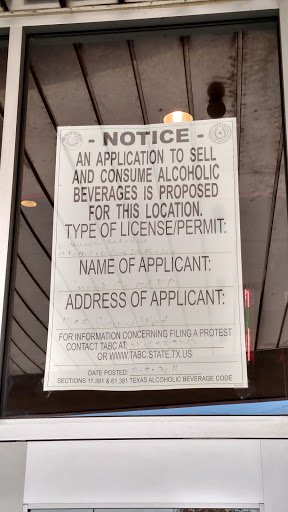 - NOTICE -
AN APPLICATION TO SELL
AND CONSUME ALCOHOLIC
BEVERAGES IS PROPOSED
FOR THIS LOCATION.
TYPE OF LICENSE/PERMIT:
NAME OF APPLICANT:
ADDRESS OF APPLICANT:
FOR INFORMATION CONCERNING FILING A PROTEST
CONTACT TABC AT:
OR WWW.TABC.STATE.TX.US
DATE POSTED:
SECTIONS 11.391 & 61.381 TEXAS ALCOHOLIC BEVERAGE CODE